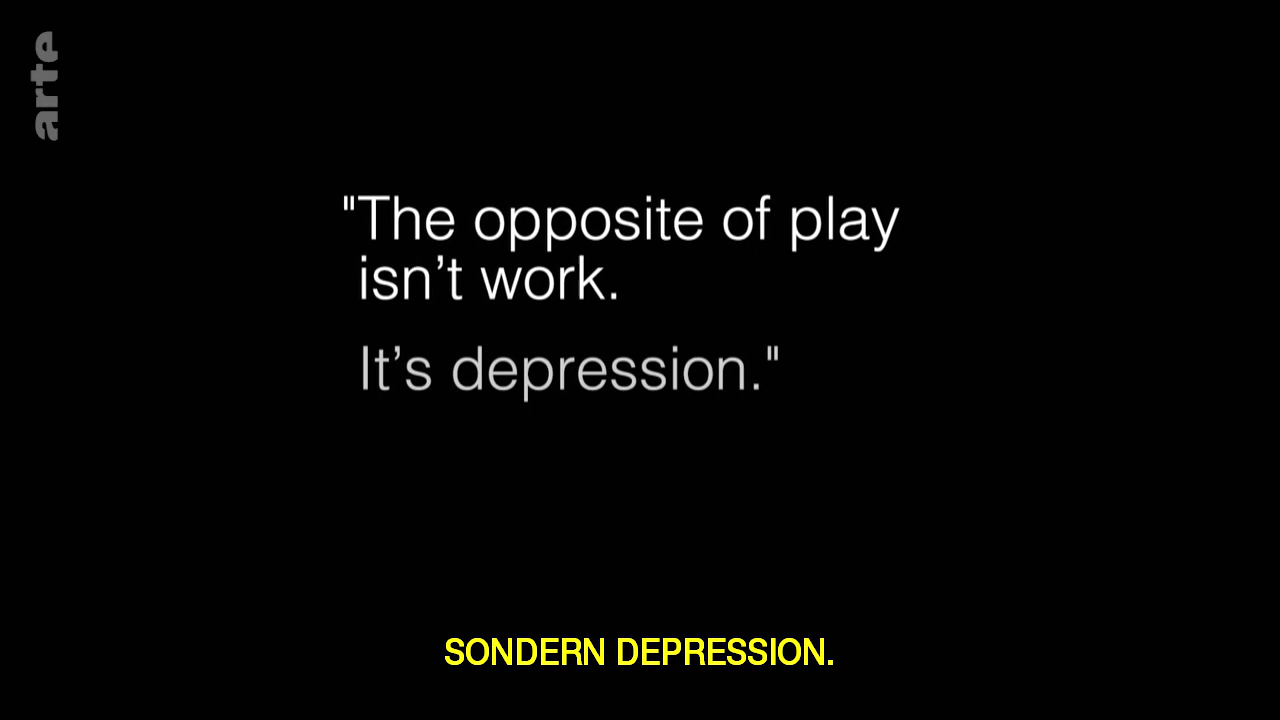 arte
"The opposite of play
isn’t work.
It’s depression."
SONDERN DEPRESSION.